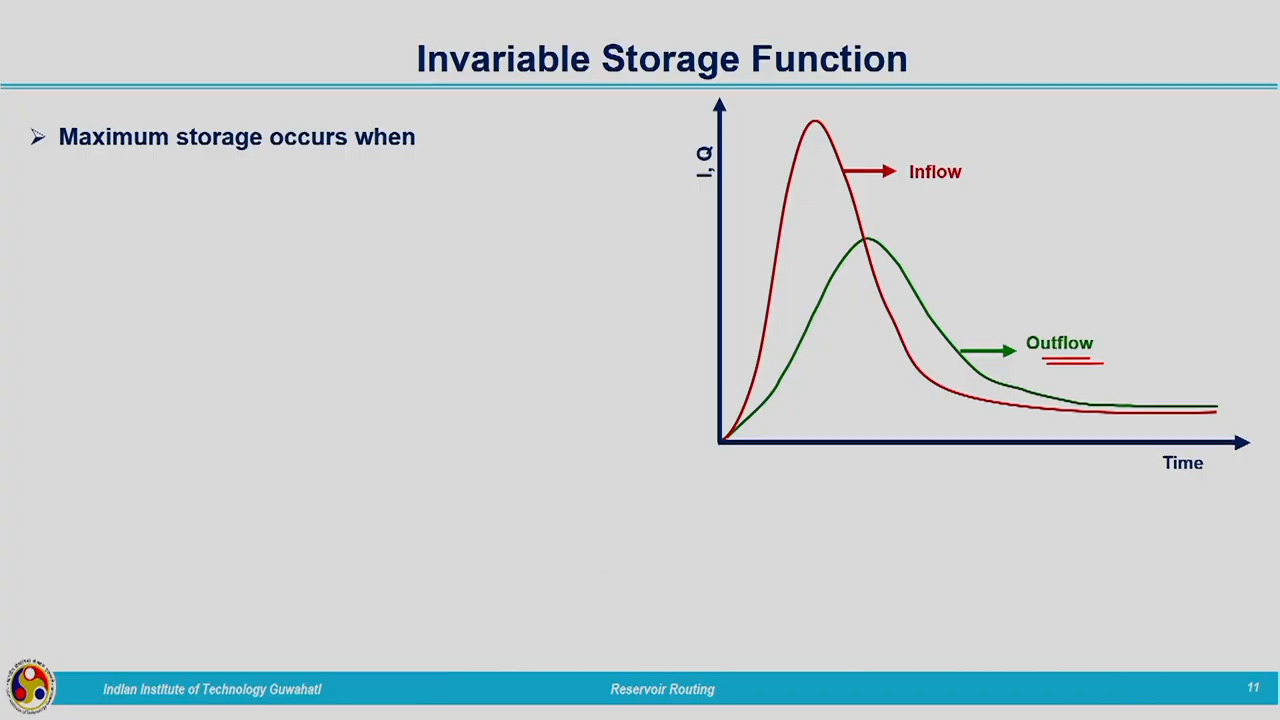 Invariable Storage Function
➢ Maximum storage occurs when
I, Q
Inflow
Outflow
Time
Indian Institute of Technology Guwahati
Reservoir Routing
11